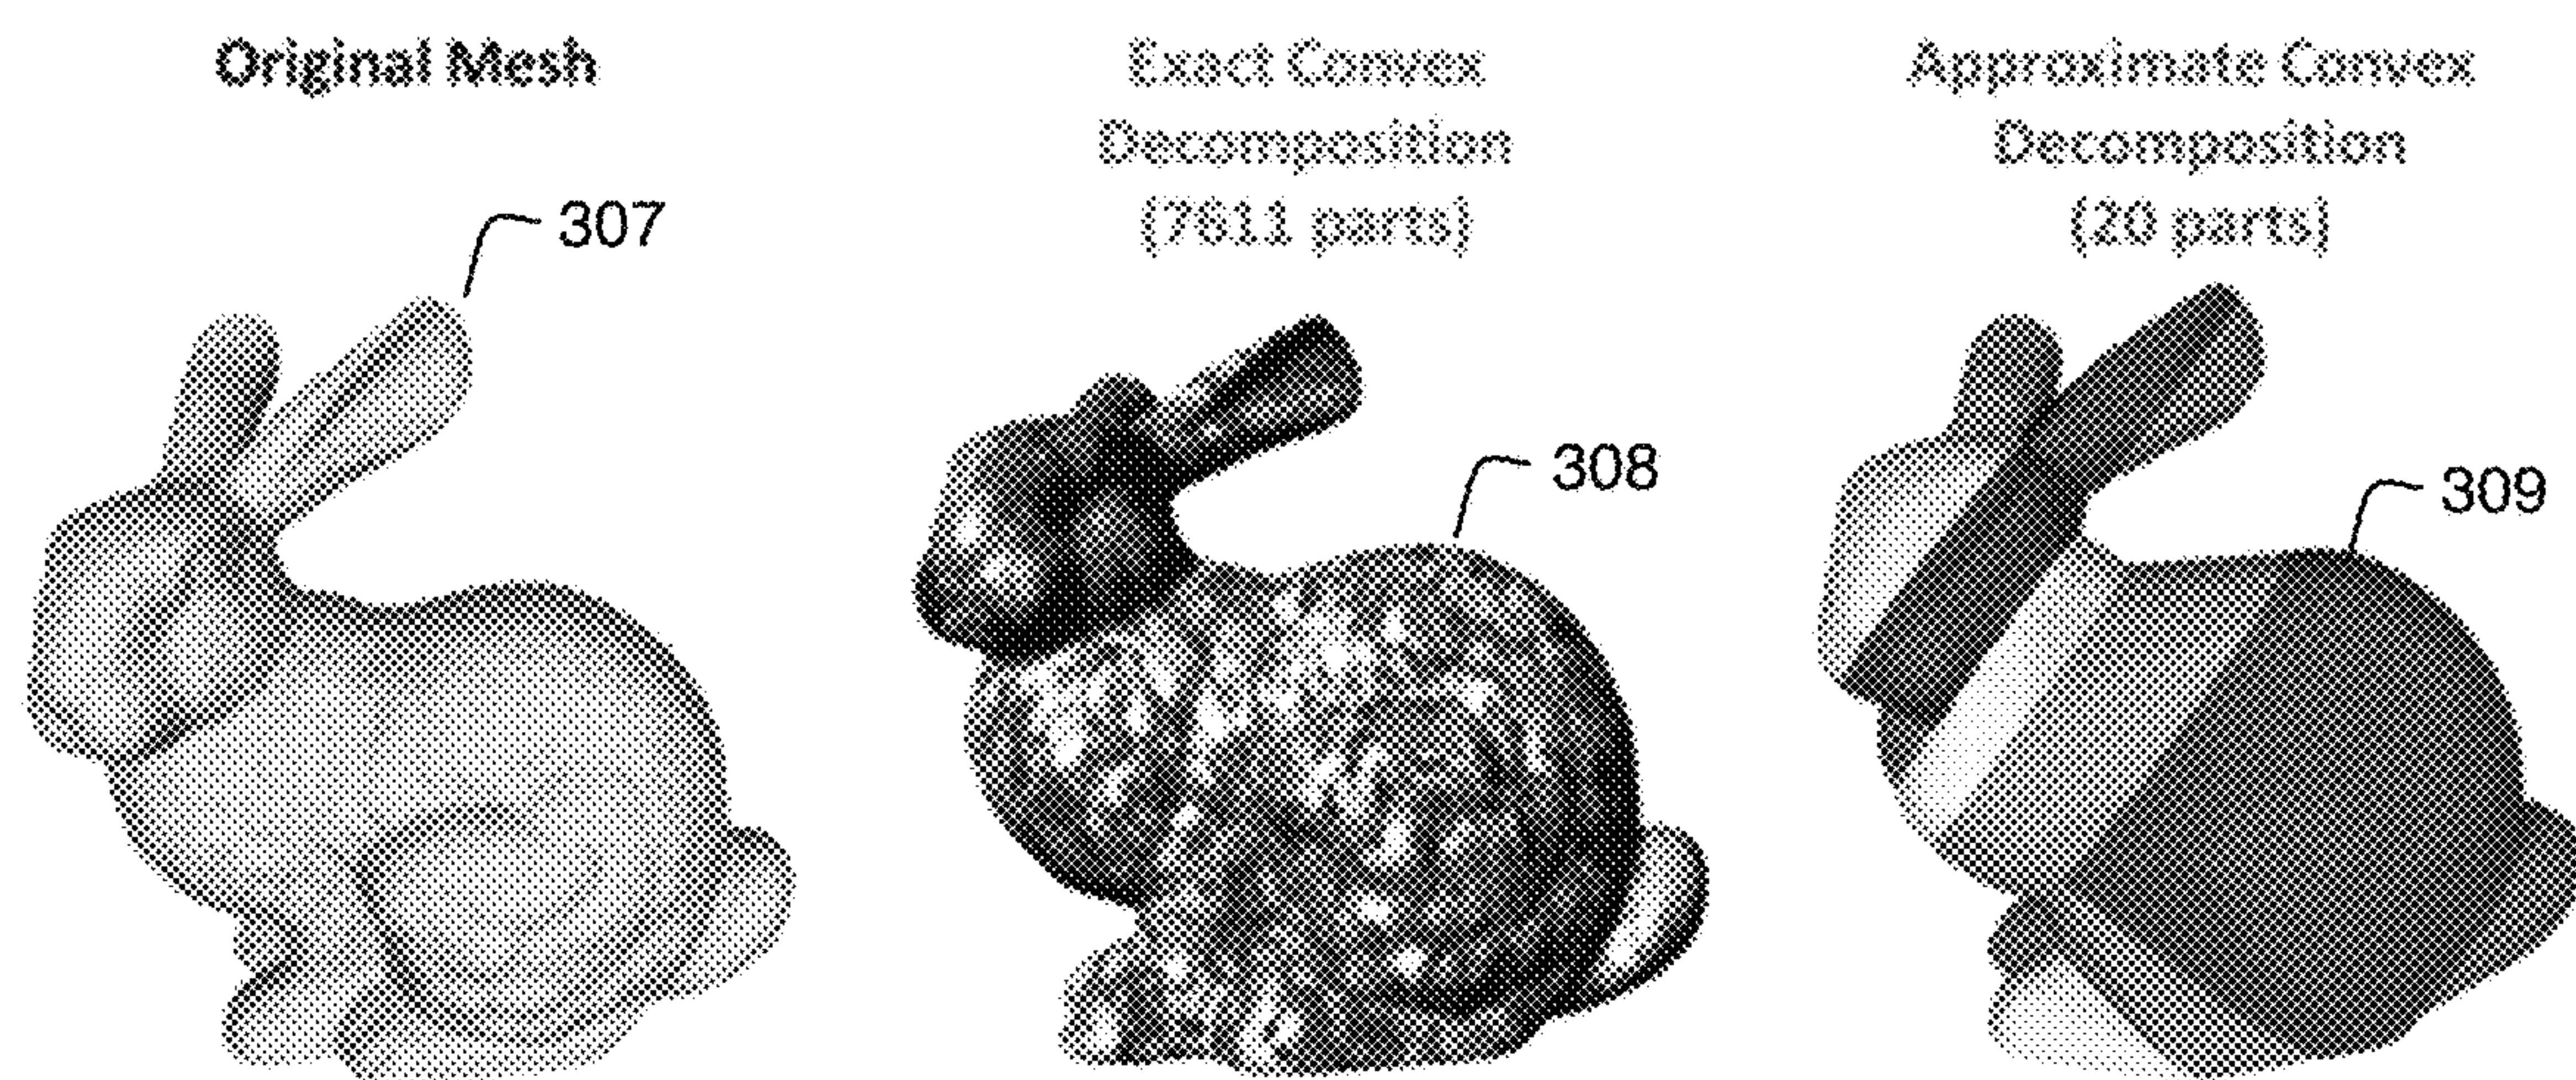 Original Mesh
307
Exact Convex
Decomposition
(7611 parts)
308
Approximate Convex
Decomposition
(20 parts)
309